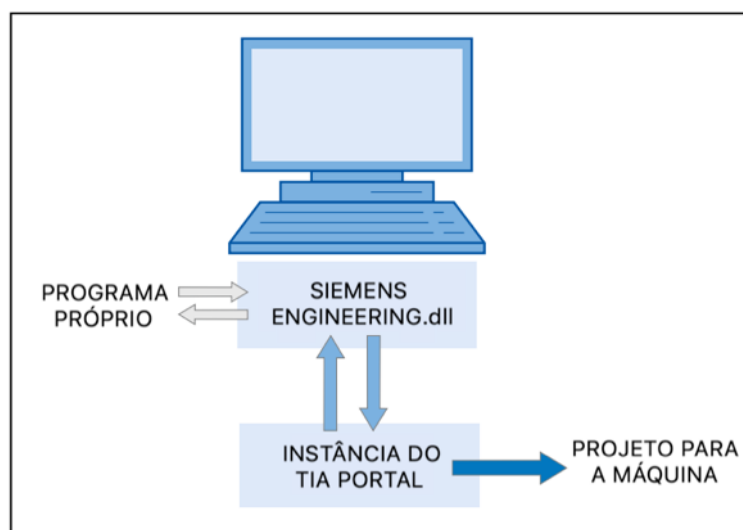 PROGRAMA
PRÓPRIO
SIEMENS
ENGINEERING.dll
INSTÂNCIA DO
TIA PORTAL
PROJETO PARA
A MÁQUINA